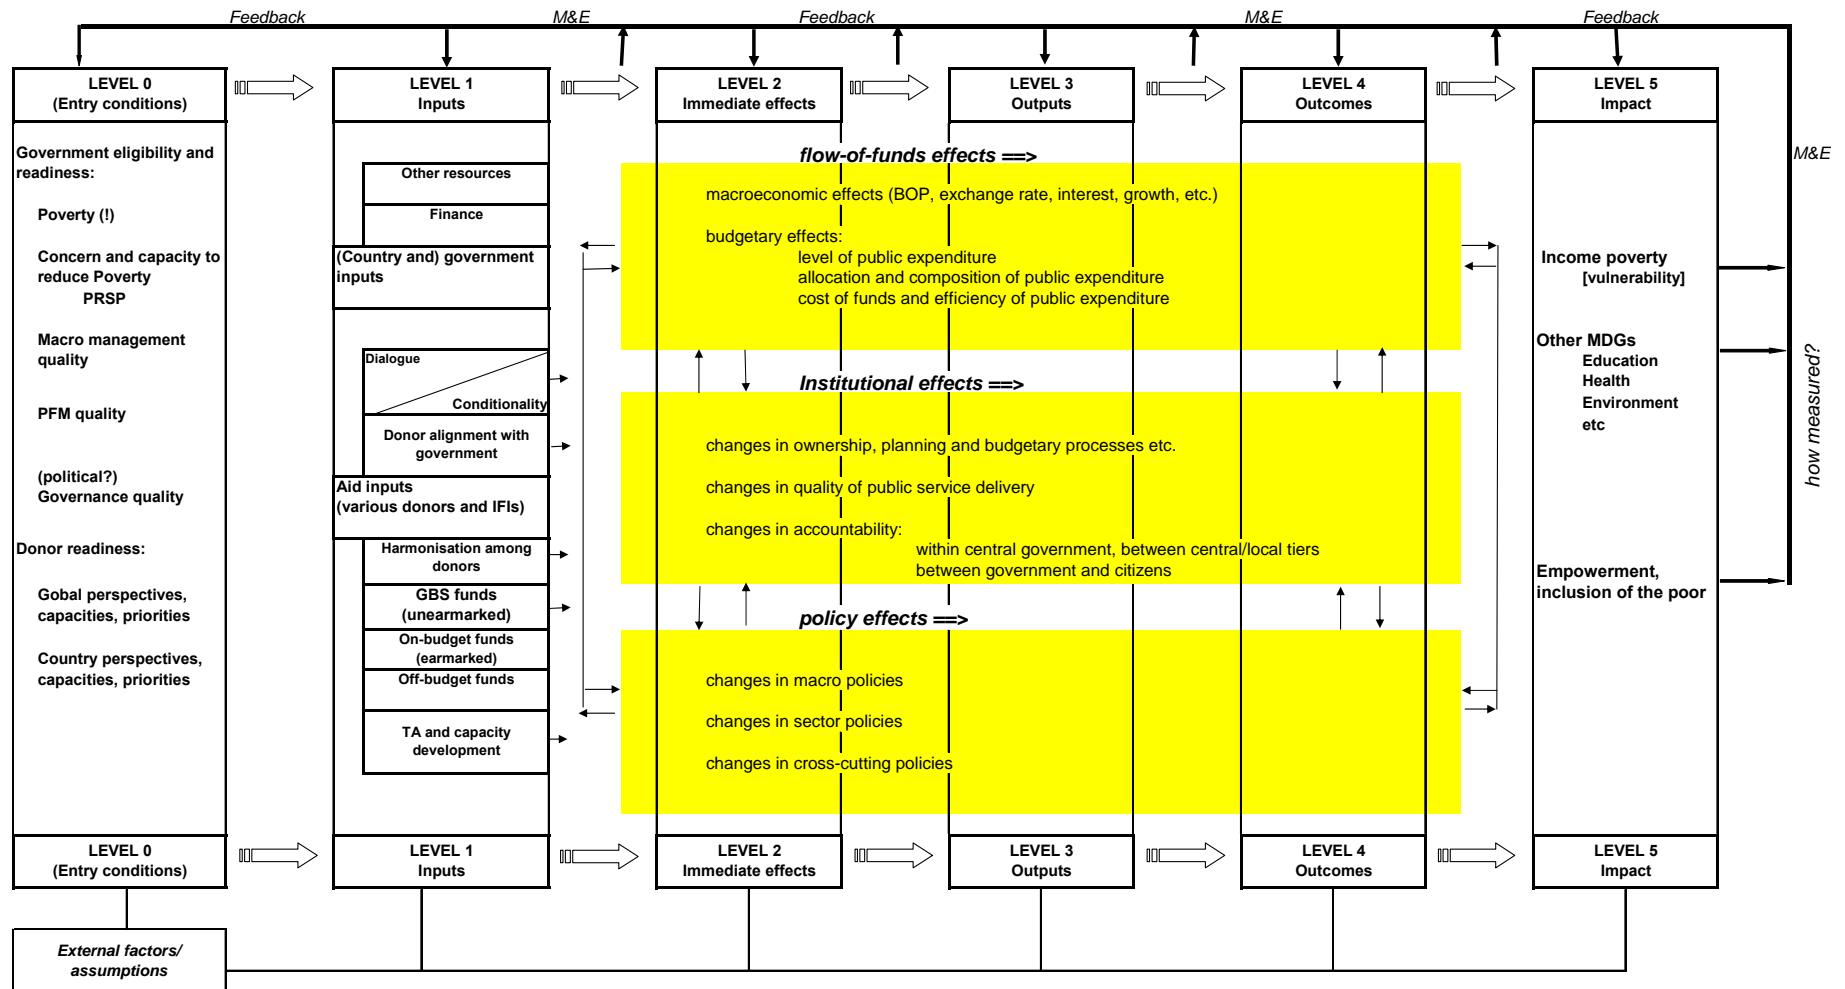 Feedback
M&E
Feedback
M&E
Feedback
LEVEL 0
(Entry conditions)
LEVEL 1
Inputs
LEVEL 2
Immediate effects
LEVEL 3
Outputs
LEVEL 4
Outcomes
LEVEL 5
Impact
Government eligibility and
readiness:
Poverty (!)
Concern and capacity to
reduce Poverty
PRSP
Macro management
quality
PFM quality
(political?)
Governance quality
Donor readiness:
Gobal perspectives,
capacities, priorities
Country perspectives,
capacities, priorities
Other resources
Finance
(Country and) government
inputs
Dialogue
Conditionality
Donor alignment with
government
Aid inputs
(various donors and IFIs)
Harmonisation among
donors
GBS funds
(unearmarked)
On-budget funds
(earmarked)
Off-budget funds
TA and capacity
development
flow-of-funds effects ==>
macroeconomic effects (BOP, exchange rate, interest, growth, etc.)
budgetary effects:
level of public expenditure
allocation and composition of public expenditure
cost of funds and efficiency of public expenditure
Institutional effects ==>
changes in ownership, planning and budgetary processes etc.
changes in quality of public service delivery
changes in accountability:
within central government, between central/local tiers
between government and citizens
policy effects ==>
changes in macro policies
changes in sector policies
changes in cross-cutting policies
Income poverty
[vulnerability]
Other MDGs
Education
Health
Environment
etc
Empowerment,
inclusion of the poor
M&E
how measured?
LEVEL 0
(Entry conditions)
LEVEL 1
Inputs
LEVEL 2
Immediate effects
LEVEL 3
Outputs
LEVEL 4
Outcomes
LEVEL 5
Impact
External factors/
assumptions